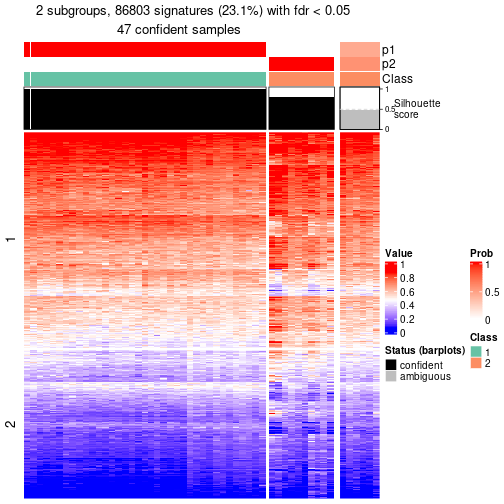 2 subgroups, 86803 signatures (23.1%) with fdr < 0.05
47 confident samples
p1
p2
Class
1
0.5
0
Silhouette
score
1
2
Value
1
0.8
0.6
0.4
0.2
0
Prob
1
0.5
0
Status (barplots)
confident
ambiguous
Class
1
2